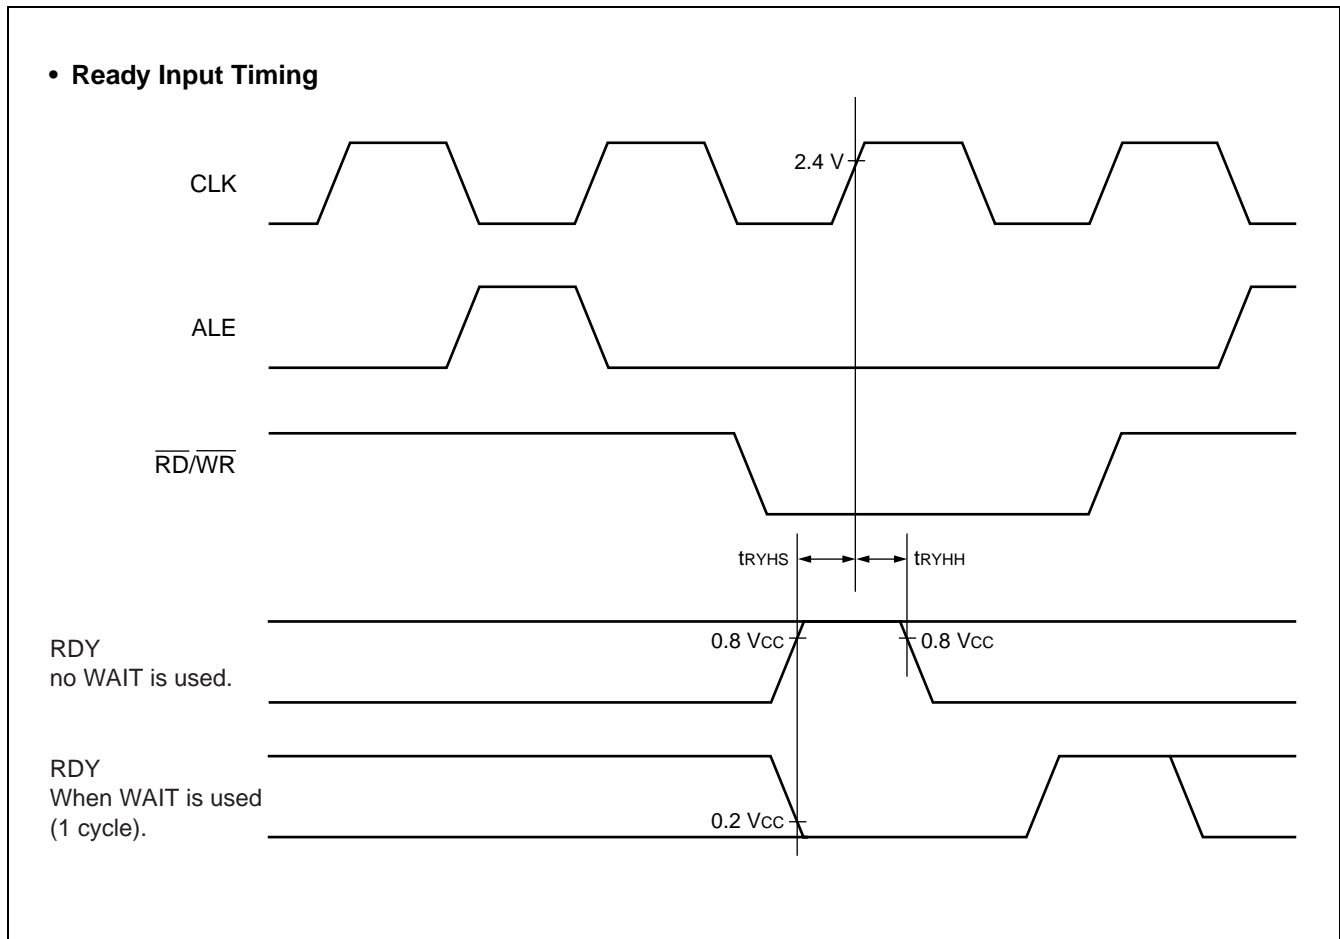 • Ready Input Timing
2.4 V
CLK
ALE
RD/WR
tRYHS
tRYHH
RDY
no WAIT is used.
0.8 VCC
0.8 VCC
RDY
When WAIT is used
(1 cycle).
0.2 VCC